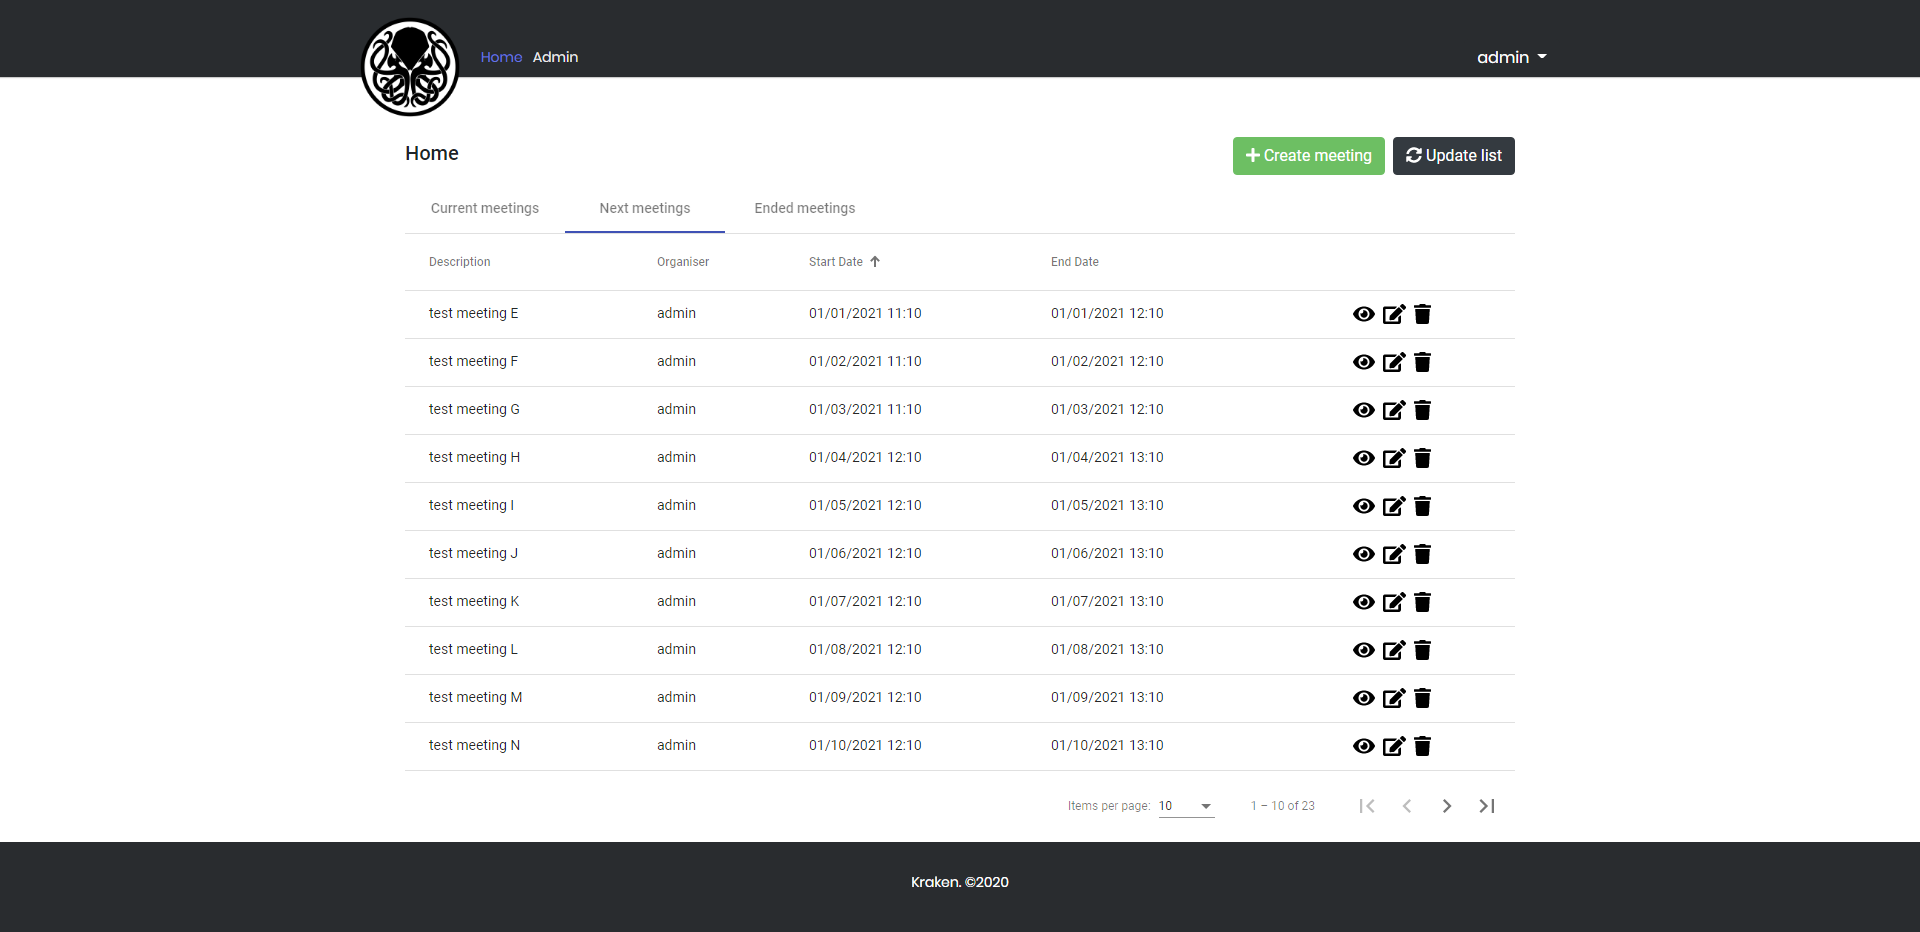 Home Admin admin
Home
Create meeting Update list
Current meetings Next meetings Ended meetings
Description Organiser Start Date End Date
test meeting E admin 01/01/2021 11:10 01/01/2021 12:10
test meeting F admin 01/02/2021 11:10 01/02/2021 12:10
test meeting G admin 01/03/2021 11:10 01/03/2021 12:10
test meeting H admin 01/04/2021 12:10 01/04/2021 13:10
test meeting I admin 01/05/2021 12:10 01/05/2021 13:10
test meeting J admin 01/06/2021 12:10 01/06/2021 13:10
test meeting K admin 01/07/2021 12:10 01/07/2021 13:10
test meeting L admin 01/08/2021 12:10 01/08/2021 13:10
test meeting M admin 01/09/2021 12:10 01/09/2021 13:10
test meeting N admin 01/10/2021 12:10 01/10/2021 13:10
Items per page: 10 1 – 10 of 23
Kraken. ©2020